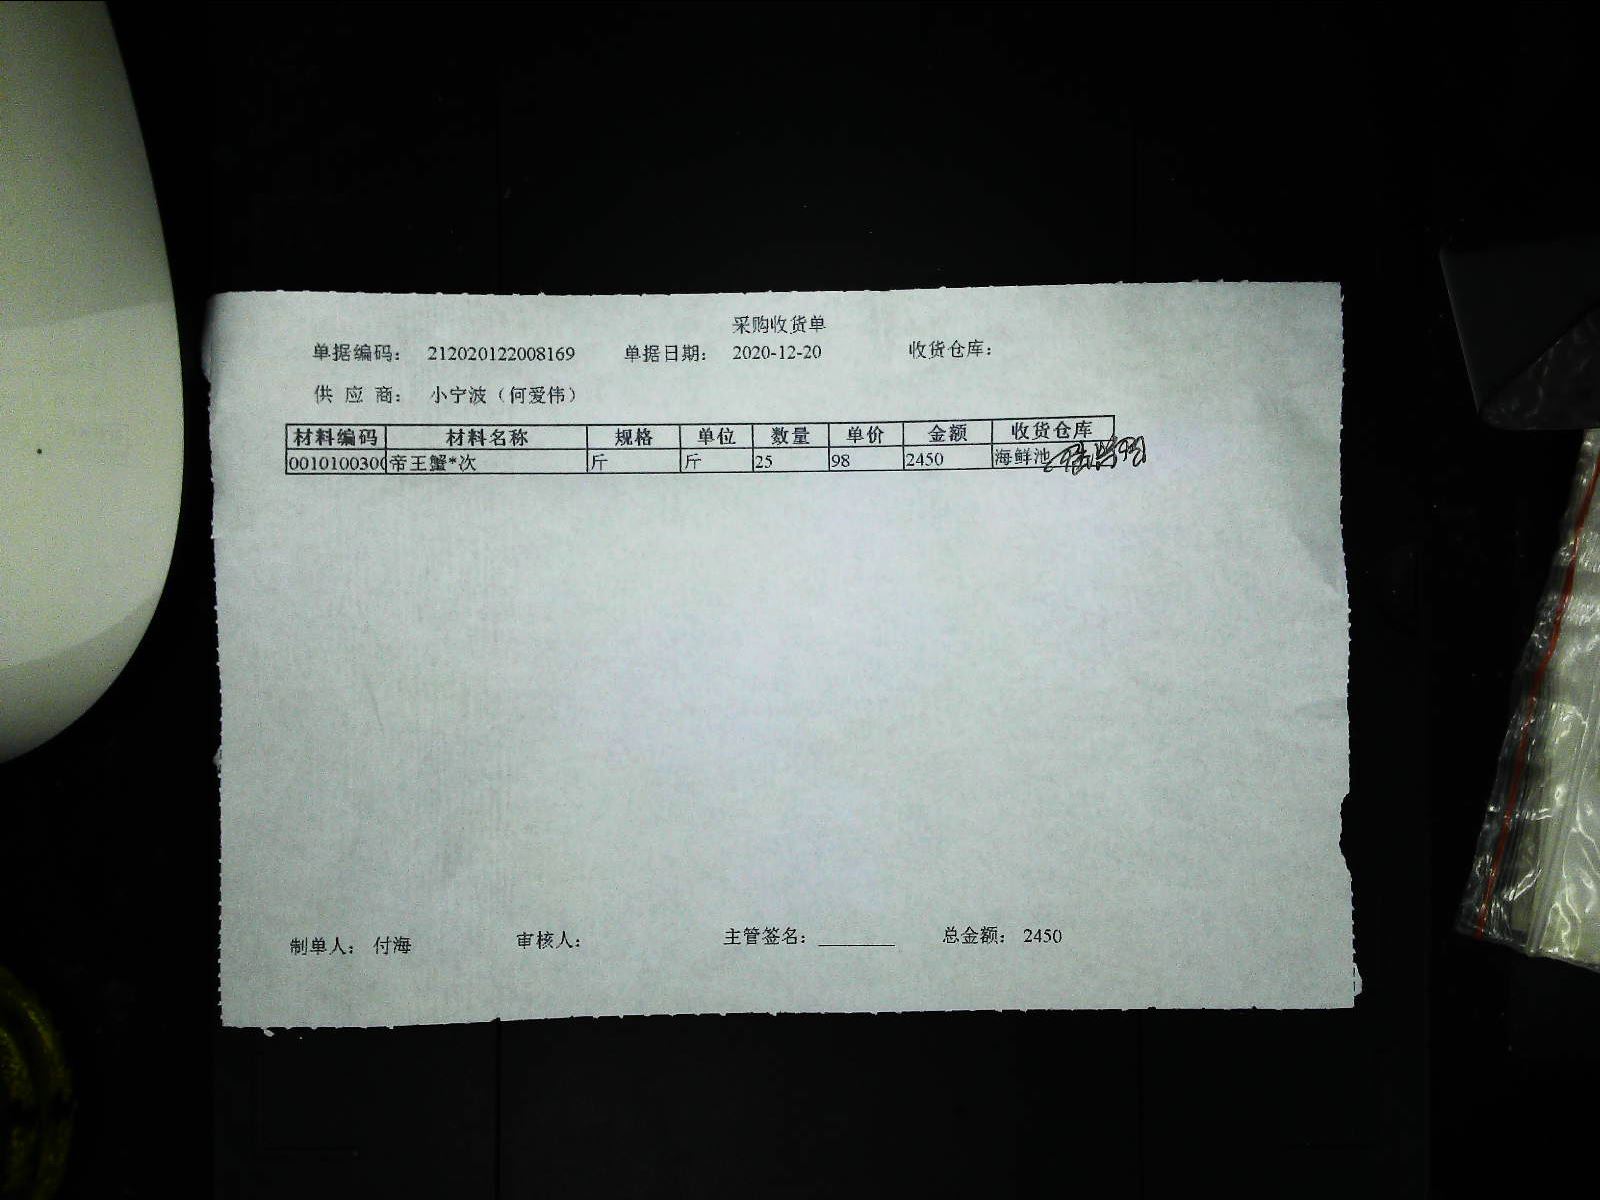 采购收货单
单据编码： 212020122008169 单据日期： 2020-12-20 收货仓库：
供 应 商： 小宁波（何爱伟）
材料编码 材料名称 规格 单位 数量 单价 金额 收货仓库
0010100300 帝王蟹*次 斤 斤 25 98 2450 海鲜池
制单人： 付海 审核人： 主管签名：________ 总金额： 2450